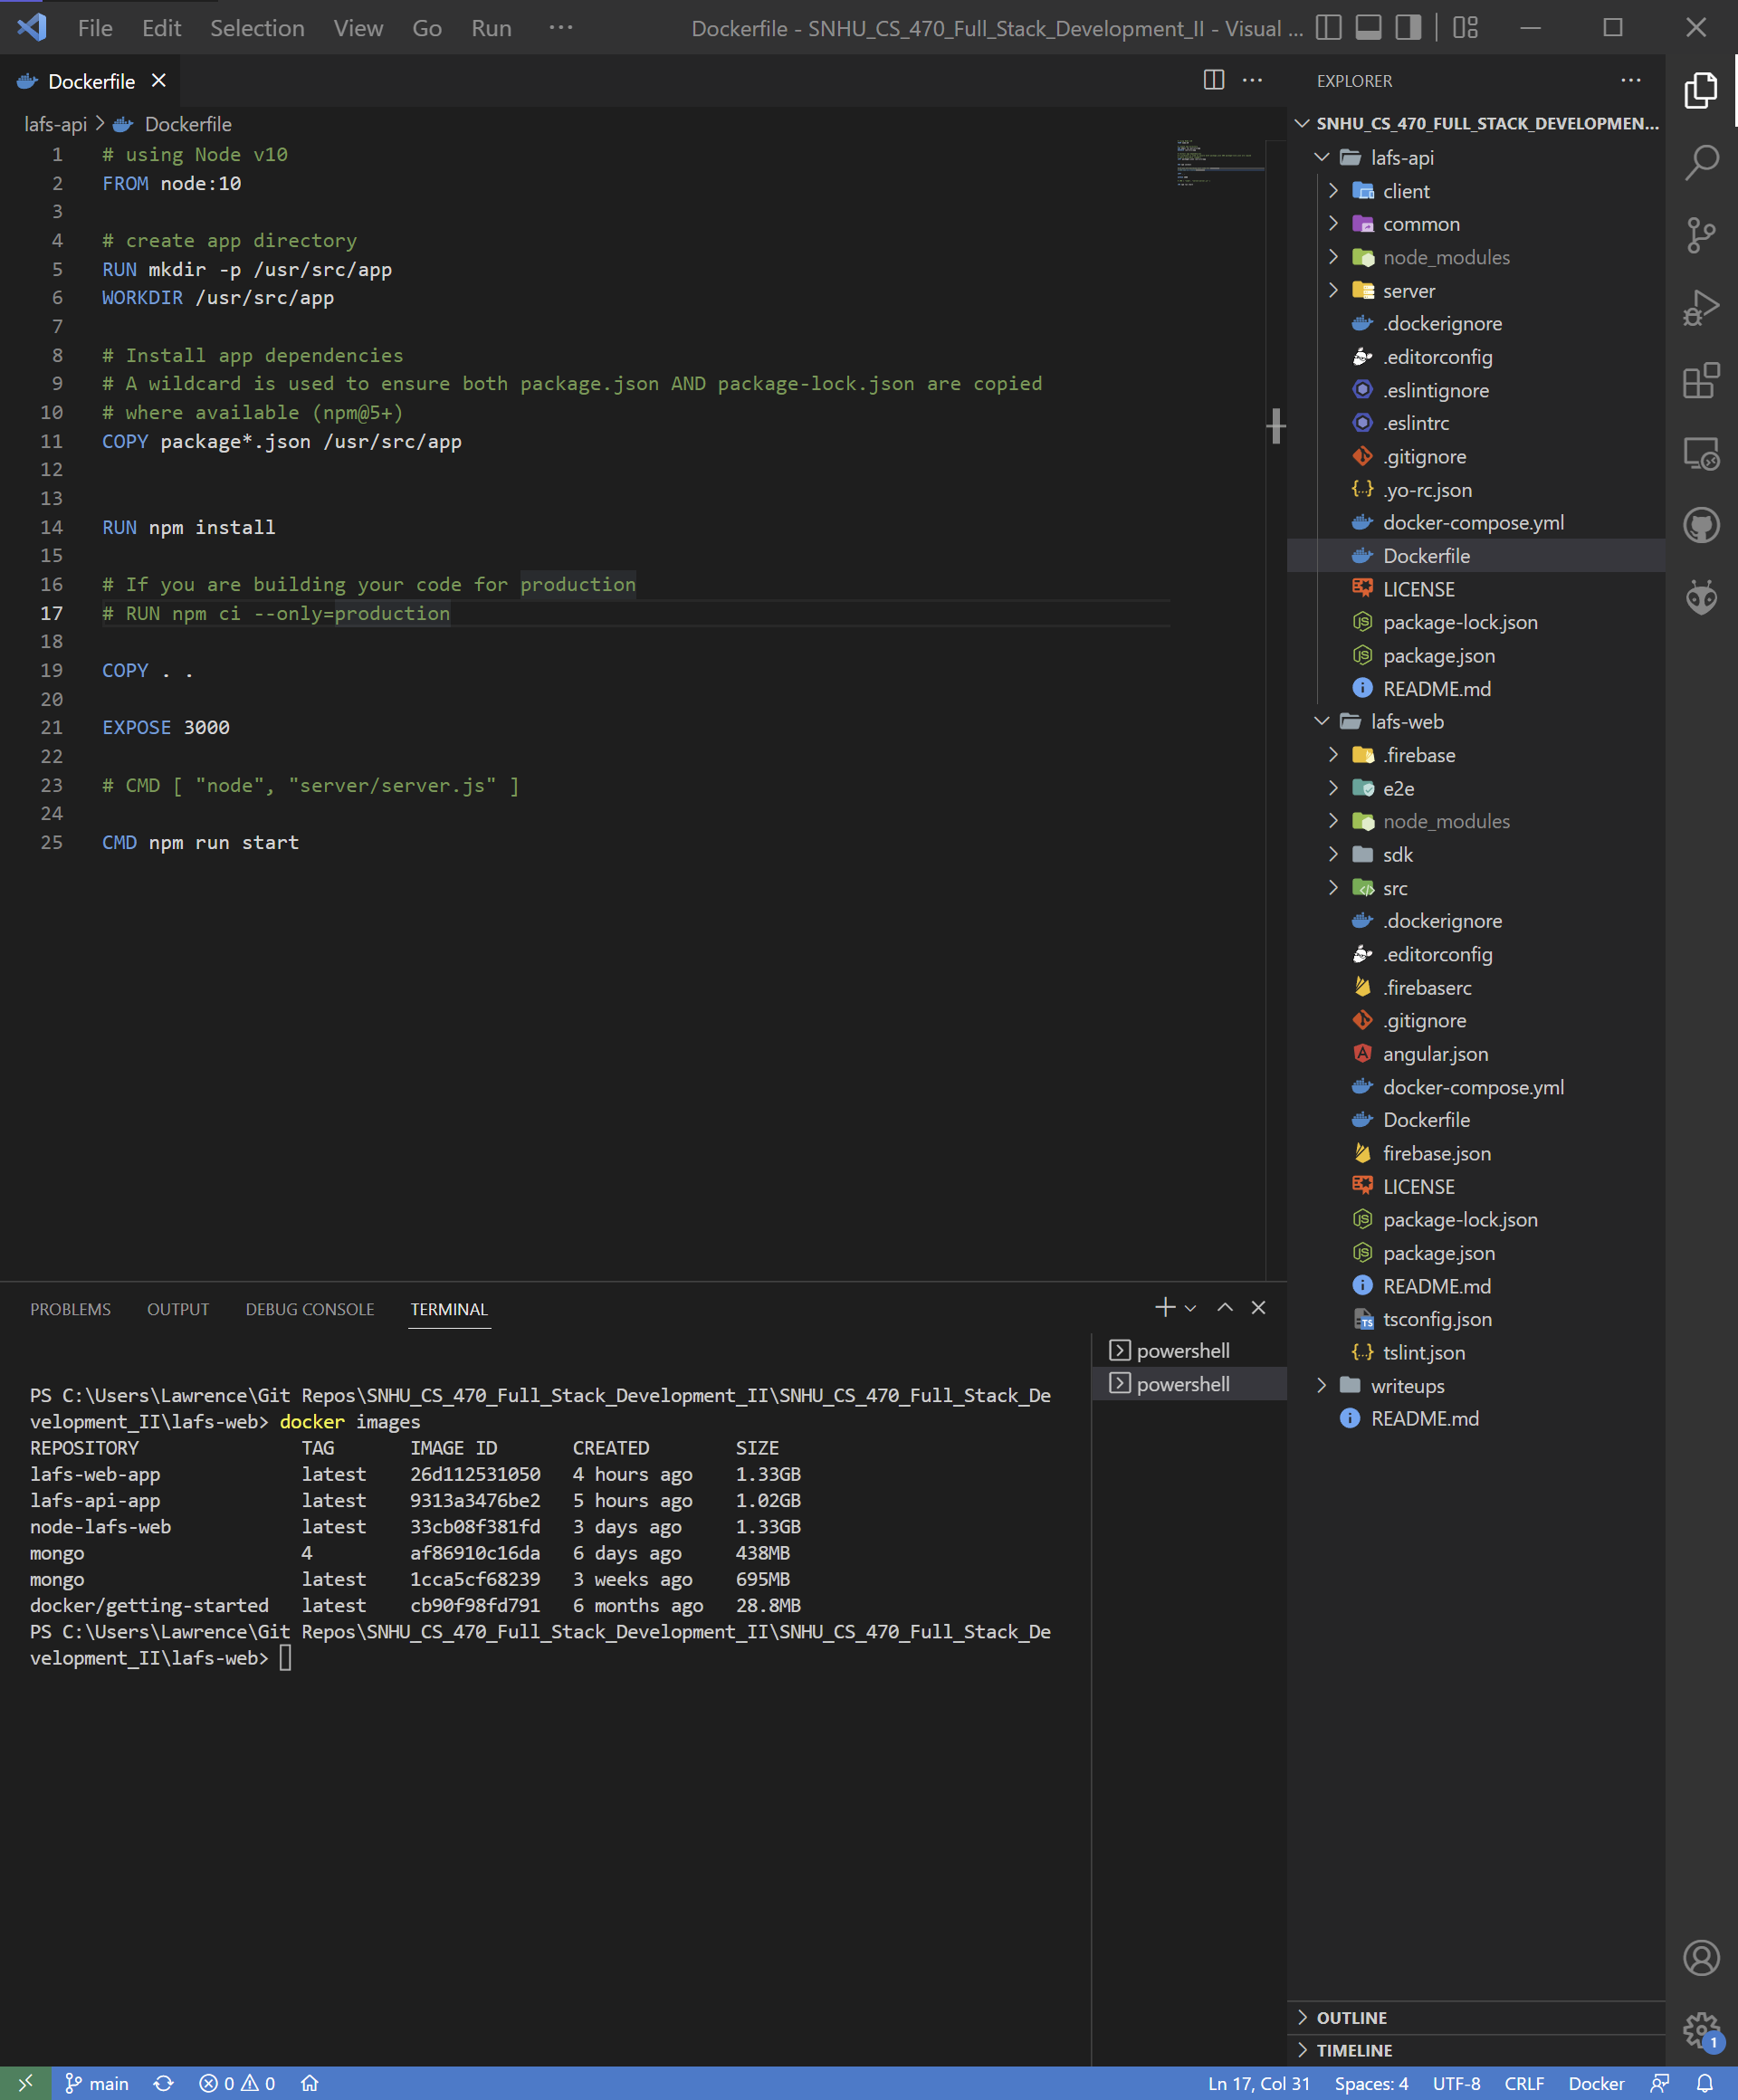 File Edit Selection View Go Run ··· Dockerfile - SNHU_CS_470_Full_Stack_Development_II - Visual ...
Dockerfile
lafs-api > Dockerfile
1 # using Node v10
2 FROM node:10
3
4 # create app directory
5 RUN mkdir -p /usr/src/app
6 WORKDIR /usr/src/app
7
8 # Install app dependencies
9 # A wildcard is used to ensure both package.json AND package-lock.json are copied
10 # where available (npm@5+)
11 COPY package*.json /usr/src/app
12
13
14 RUN npm install
15
16 # If you are building your code for production
17 # RUN npm ci --only=production
18
19 COPY . .
20
21 EXPOSE 3000
22
23 # CMD [ "node", "server/server.js" ]
24
25 CMD npm run start
PROBLEMS OUTPUT DEBUG CONSOLE TERMINAL
PS C:\Users\Lawrence\Git Repos\SNHU_CS_470_Full_Stack_Development_II\SNHU_CS_470_Full_Stack_De
velopment_II\lafs-web> docker images
REPOSITORY TAG IMAGE ID CREATED SIZE
lafs-web-app latest 26d112531050 4 hours ago 1.33GB
lafs-api-app latest 9313a3476be2 5 hours ago 1.02GB
node-lafs-web latest 33cb08f381fd 3 days ago 1.33GB
mongo 4 af86910c16da 6 days ago 438MB
mongo latest 1cca5cf68239 3 weeks ago 695MB
docker/getting-started latest cb90f98fd791 6 months ago 28.8MB
PS C:\Users\Lawrence\Git Repos\SNHU_CS_470_Full_Stack_Development_II\SNHU_CS_470_Full_Stack_De
velopment_II\lafs-web>
powershell
powershell
EXPLORER
SNHU_CS_470_FULL_STACK_DEVELOPMEN...
lafs-api
client
common
node_modules
server
.dockerignore
.editorconfig
.eslintignore
.eslintrc
.gitignore
.yo-rc.json
docker-compose.yml
Dockerfile
LICENSE
package-lock.json
package.json
README.md
lafs-web
.firebase
e2e
node_modules
sdk
src
.dockerignore
.editorconfig
.firebaserc
.gitignore
angular.json
docker-compose.yml
Dockerfile
firebase.json
LICENSE
package-lock.json
package.json
README.md
tsconfig.json
tslint.json
writeups
README.md
OUTLINE
TIMELINE
1
main 0 0 Ln 17, Col 31 Spaces: 4 UTF-8 CRLF Docker